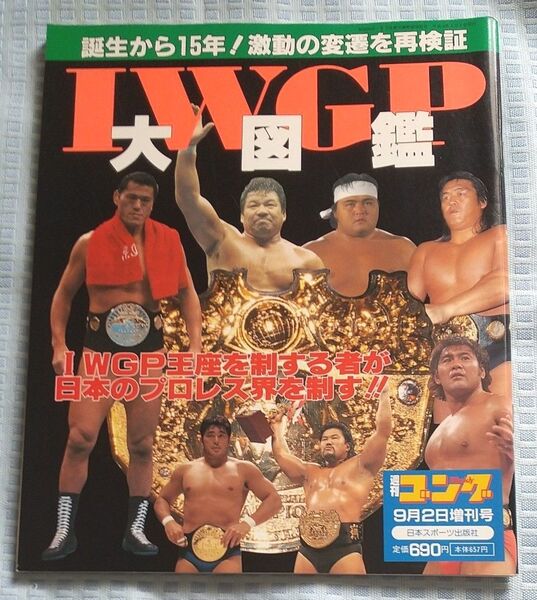 誕生から15年!激動の変遷を再検証
IWGP
大図鑑
IWGP王座を制する者が
日本のプロレス界を制す!!
週刊ゴング
9月2日増刊号
日本スポーツ出版社
定価690円 本体657円